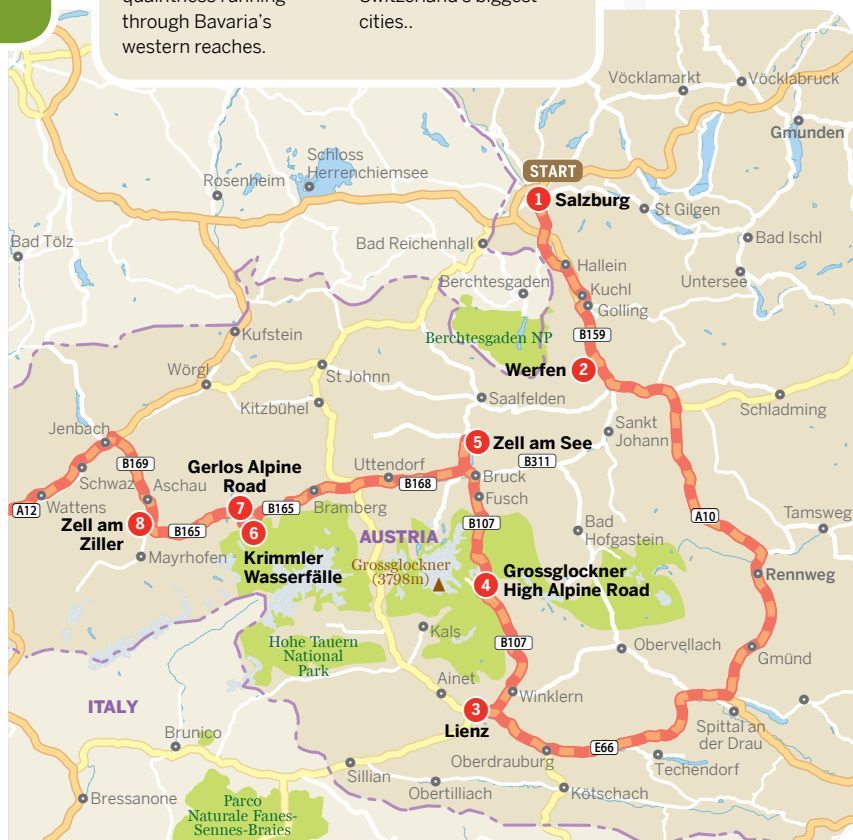 quaintness running
through Bavaria's
western reaches.
Switzerland's biggest
cities..
Vöcklamarkt
Vöcklabruck
Gmunden
START
Schloss
Herrenchiemsee
Rosenheim
1 Salzburg
St Gilgen
Bad Tölz
Bad Reichenhall
Bad Ischl
Hallein
Berchtesgaden
Untersee
Kuchl
Golling
Kufstein
Berchtesgaden NP
B159
Wörgl
St Johnn
Werfen 2
Saalfelden
Kitzbühel
Schladming
Jenbach
Sankt
Johann
5 Zell am See
B169
Gerlos Alpine
Road
Uttendorf
B311
Schwaz
Aschau
Bruck
B168
Wattens
7
B165
Bramberg
Fusch
A12
Zell am
Ziller
8
B165
6
B107
A10
Tamsweg
AUSTRIA
Bad
Hofgastein
Mayrhofen
Krimmler
Wasserfälle
Grossglockner
(3798m)
4
Grossglockner
High Alpine Road
Rennweg
Kals
Hohe Tauern
National
Park
B107
Obervellach
Gmünd
Ainet
Winklern
ITALY
3
Lienz
Brunico
Spittal an
der Drau
E66
Oberdrauburg
Sillian
Techendorf
Obertilliach
Kötschach
Bressanone
Parco
Naturale Fanes-
Sennes-Braies